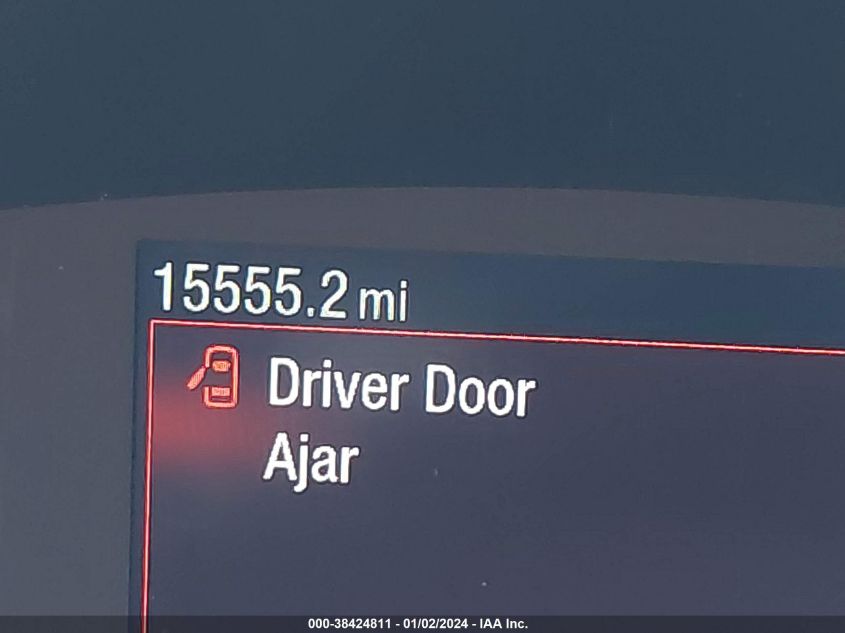 15555.2 mi
Driver Door
Ajar
000-38424811 - 01/02/2024 - IAA Inc.